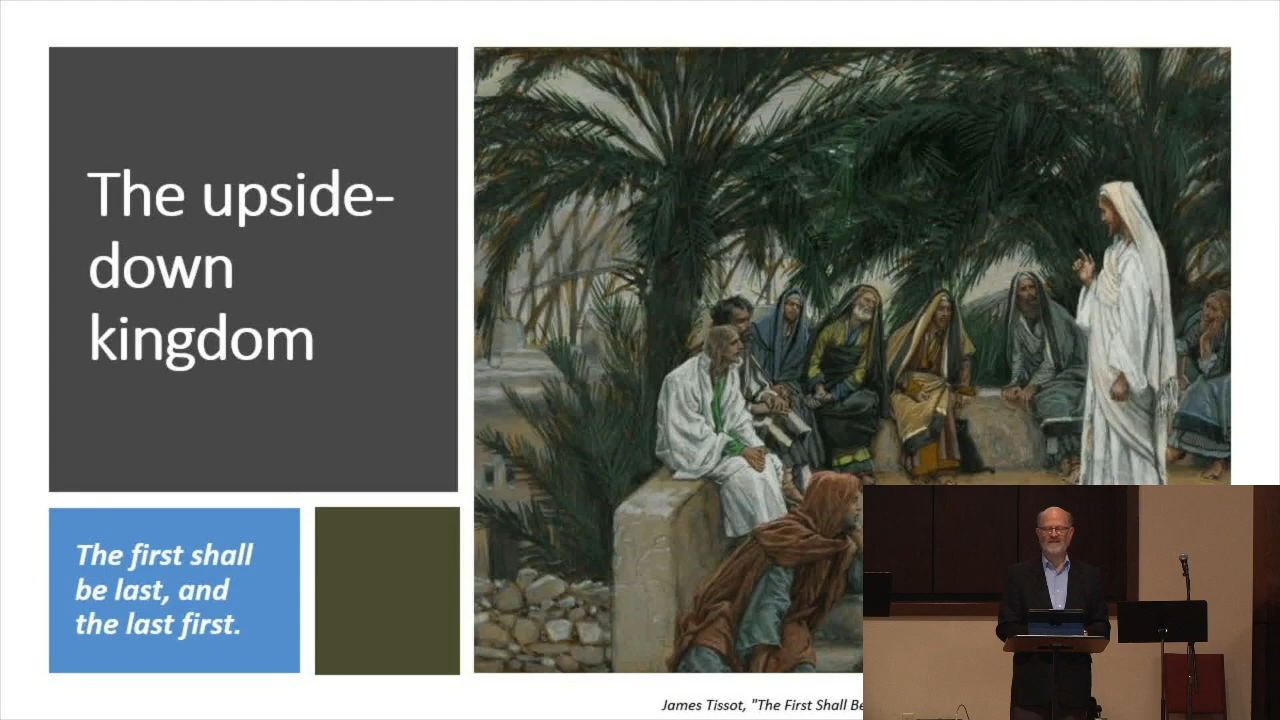 The upside-
down
kingdom
The first shall
be last, and
the last first.
James Tissot, "The First Shall Be